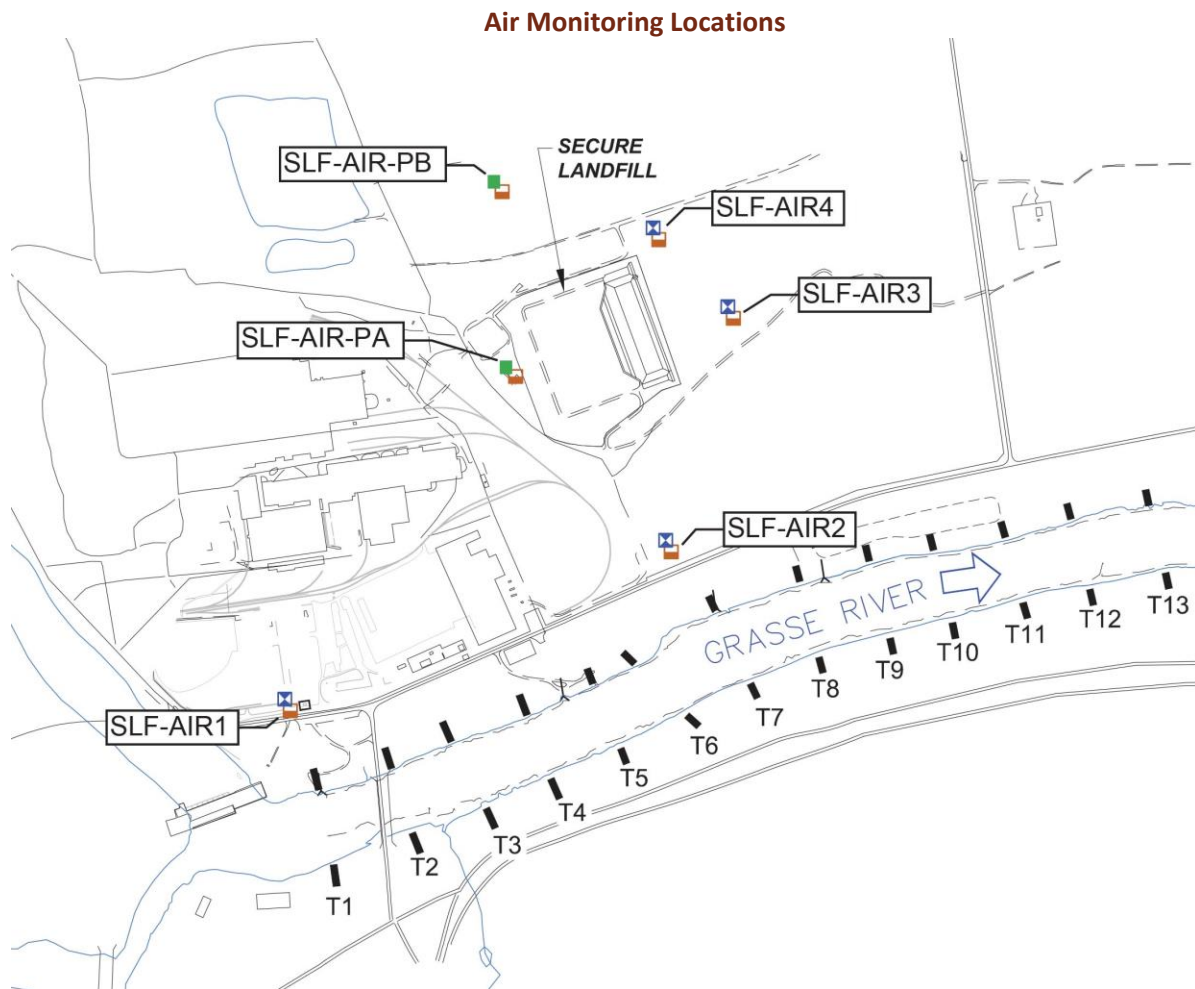 Air Monitoring Locations
SLF-AIR-PB
SECURE
LANDFILL
SLF-AIR4
SLF-AIR3
SLF-AIR-PA
SLF-AIR2
GRASSE RIVER
SLF-AIR1
T13
T12
T11
T10
T9
T8
T7
T6
T5
T4
T3
T2
T1